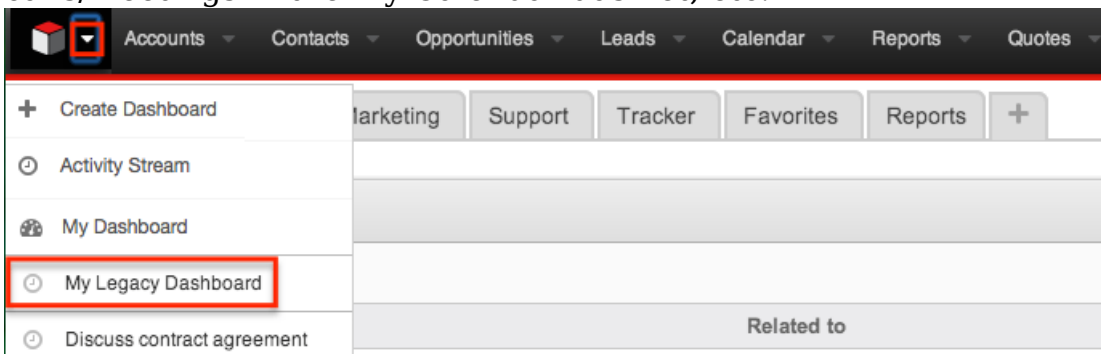 Accounts Contacts Opportunities Leads Calendar Reports Quotes
+ Create Dashboard
Activity Stream
My Dashboard
My Legacy Dashboard
Discuss contract agreement
Support Tracker Favorites Reports +
Related to